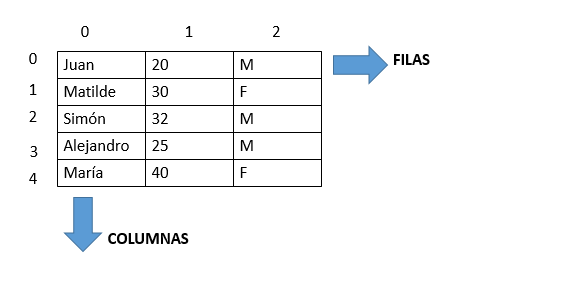 0 1 2
0 Juan 20 M FILAS
1 Matilde 30 F
2 Simón 32 M
3 Alejandro 25 M
4 María 40 F
COLUMNAS